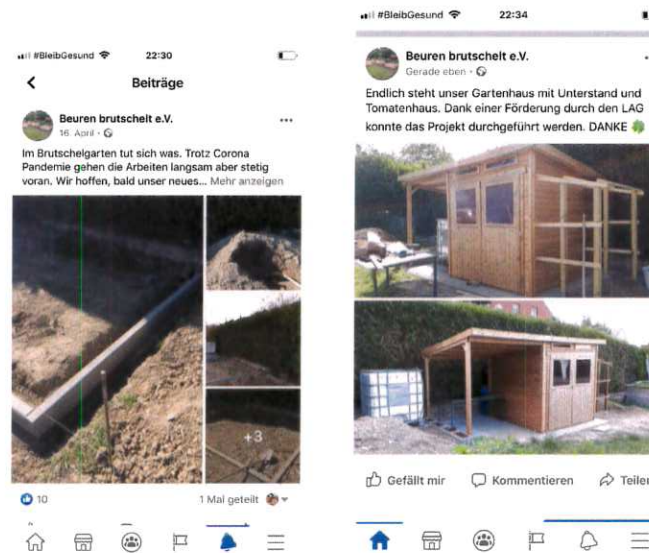 #BleibGesund 22:30
Beiträge
Beuren brutschelt e.V.
16. April
Im Brutschelgarten tut sich was. Trotz Corona
Pandemie gehen die Arbeiten langsam aber stetig
voran. Wir hoffen, bald unser neues... Mehr anzeigen
+3
10
1 Mal geteilt
#BleibGesund 22:34
Beuren brutschelt e.V.
Gerade eben
Endlich steht unser Gartenhaus mit Unterstand und
Tomatenhaus. Dank einer Förderung durch den LAG
konnte das Projekt durchgeführt werden. DANKE
Gefällt mir Kommentieren Teilen